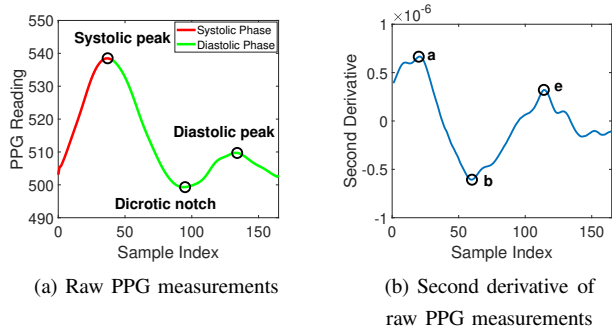 540
530
520
510
500
490
PPG Reading
Systolic peak
Systolic Phase
Diastolic Phase
Diastolic peak
Dicrotic notch
0
50
100
150
Sample Index
(a) Raw PPG measurements
×10⁻⁶
1
0.5
0
-0.5
-1
Second Derivative
a
e
b
0
50
100
150
Sample Index
(b) Second derivative of
raw PPG measurements